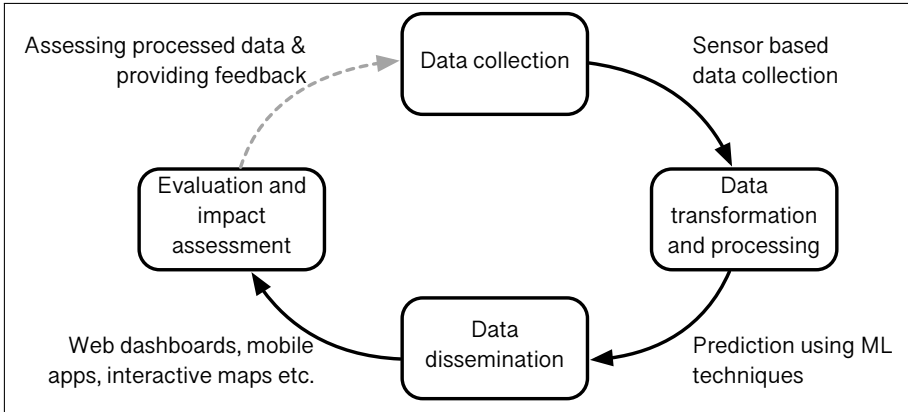 Assessing processed data &
providing feedback
Data collection
Sensor based
data collection
Evaluation and
impact
assessment
Data
transformation
and processing
Web dashboards, mobile
apps, interactive maps etc.
Data
dissemination
Prediction using ML
techniques